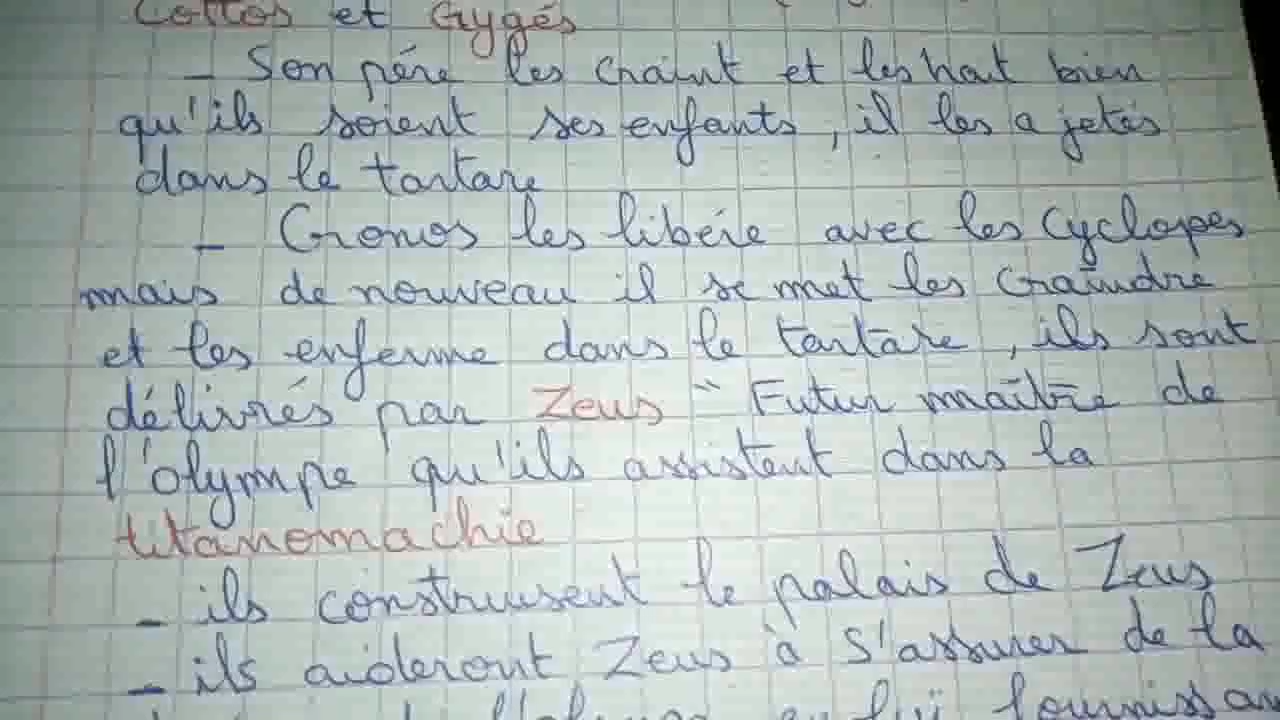 Cottos et Gygés
- Son pére les craint et les hait bien
qu'ils soient ses enfants, il les a jetés
dans le tartare
- Cronos les libére avec les Cyclopes
mais de nouveau il se met les craindre
et les enferme dans le tartare, ils sont
délivrés par Zeus " Futur maître de
l'olympe qu'ils assistent dans la
titanomachie
- ils construisent le palais de Zeus
- ils aideront Zeus à s'assurer de la